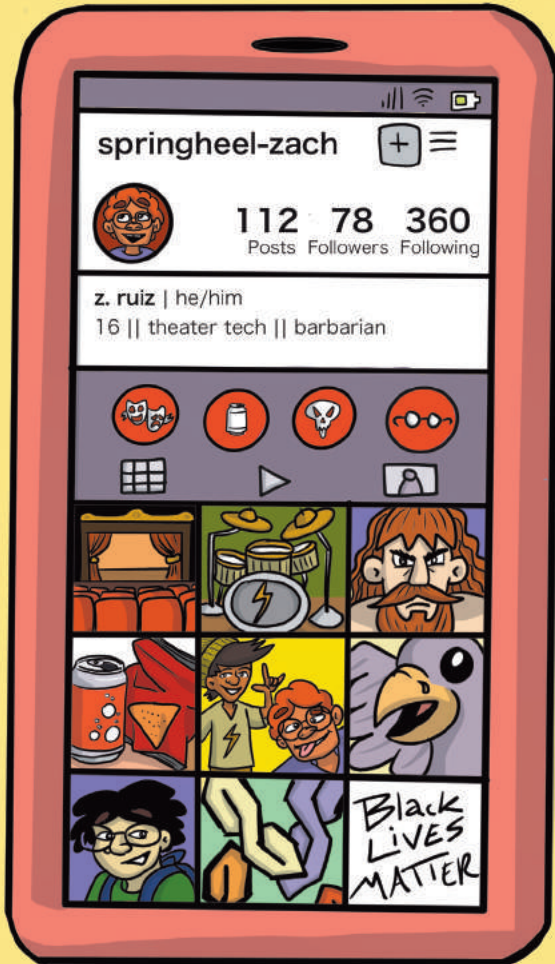 springheel-zach
112 78 360
Posts Followers Following
z. ruiz | he/him
16 || theater tech || barbarian
Black
LIVES
MATTER